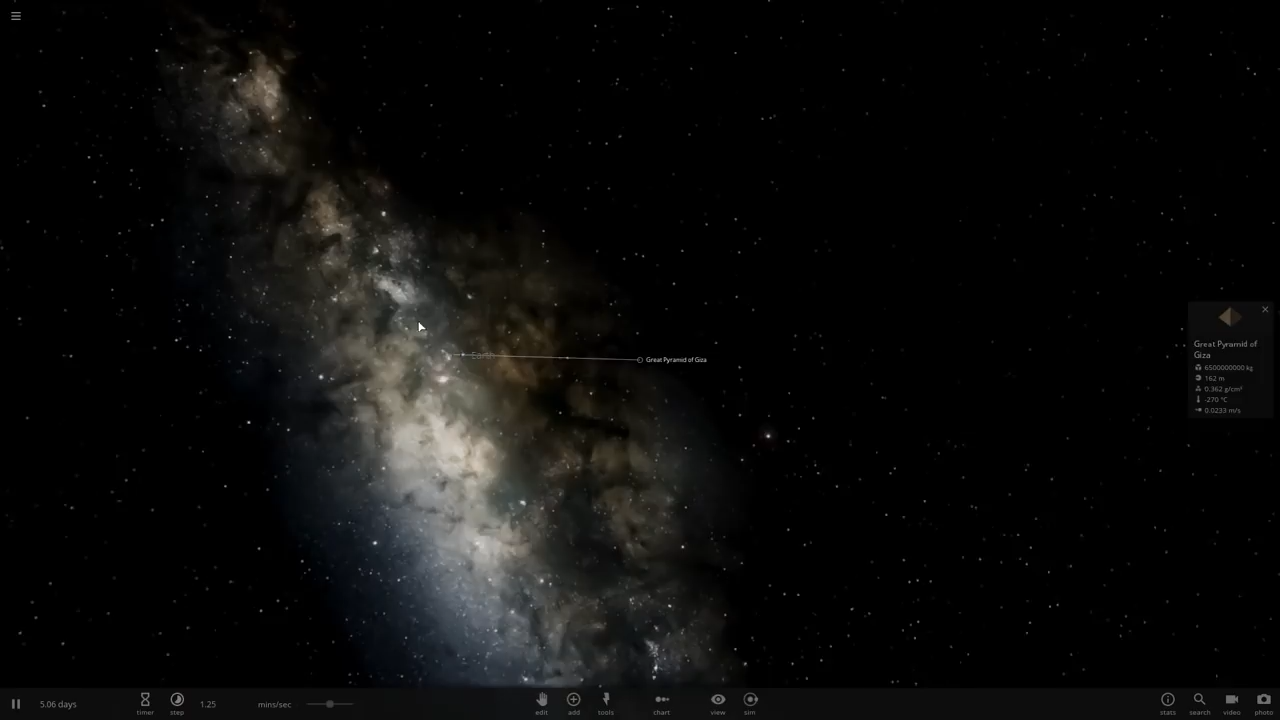 Earth
Great Pyramid of Giza
Great Pyramid of
Giza
6500000000 kg
162 m
0.362 g/cm³
-270 °C
0.0233 m/s
5.06 days
timer
step
1.25
mins/sec
edit
add
tools
chart
view
sim
stats
search
video
photo